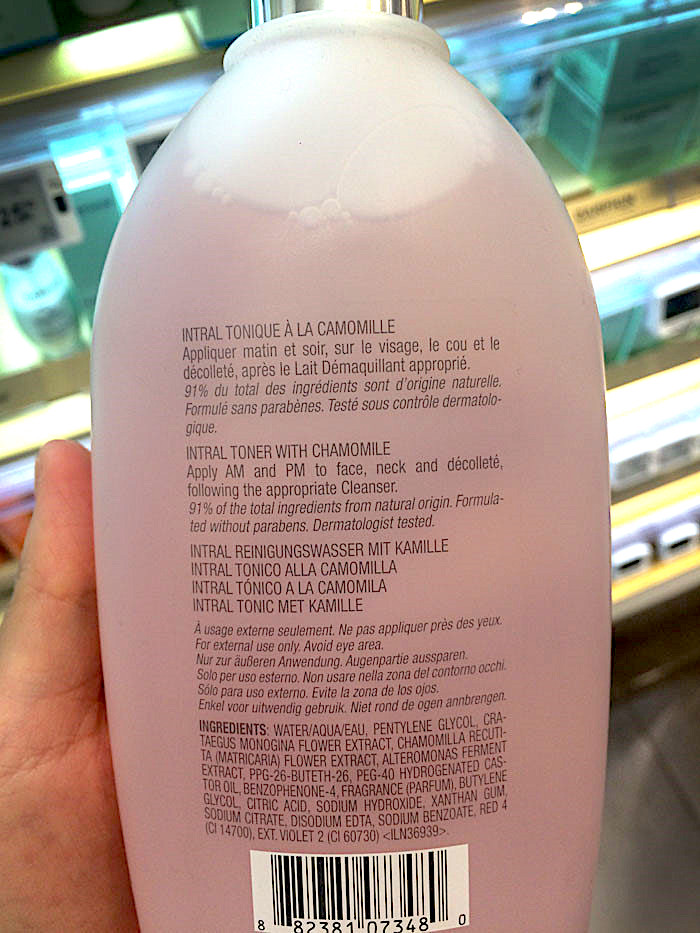 INTRAL TONIQUE À LA CAMOMILLE
Appliquer matin et soir, sur le visage, le cou et le
décolleté, après le Lait Démaquillant approprié.
91% du total des ingrédients sont d'origine naturelle.
Formulé sans parabènes. Testé sous contrôle dermatolo-
gique.
INTRAL TONER WITH CHAMOMILE
Apply AM and PM to face, neck and décolleté,
following the appropriate Cleanser.
91% of the total ingredients from natural origin. Formula-
ted without parabens. Dermatologist tested.
INTRAL REINIGUNGSWASSER MIT KAMILLE
INTRAL TONICO ALLA CAMOMILLA
INTRAL TÓNICO A LA CAMOMILA
INTRAL TONIC MET KAMILLE
À usage externe seulement. Ne pas appliquer près des yeux.
For external use only. Avoid eye area.
Nur zur äußeren Anwendung. Augenpartie aussparen.
Solo per uso esterno. Non usare nella zona del contorno occhi.
Sólo para uso externo. Evite la zona de los ojos.
Enkel voor uitwendig gebruik. Niet rond de ogen annbrengen.
INGREDIENTS: WATER/AQUA/EAU, PENTYLENE GLYCOL, CRA-
TAEGUS MONOGINA FLOWER EXTRACT, CHAMOMILLA RECUTI-
TA (MATRICARIA) FLOWER EXTRACT, ALTEROMONAS FERMENT
EXTRACT, PPG-26-BUTETH-26, PEG-40 HYDROGENATED CAS-
TOR OIL, BENZOPHENONE-4, FRAGRANCE (PARFUM), BUTYLENE
GLYCOL, CITRIC ACID, SODIUM HYDROXIDE, XANTHAN GUM,
SODIUM CITRATE, DISODIUM EDTA, SODIUM BENZOATE, RED 4
(CI 14700), EXT. VIOLET 2 (CI 60730) <ILN36939>.
8 82381 07348 0